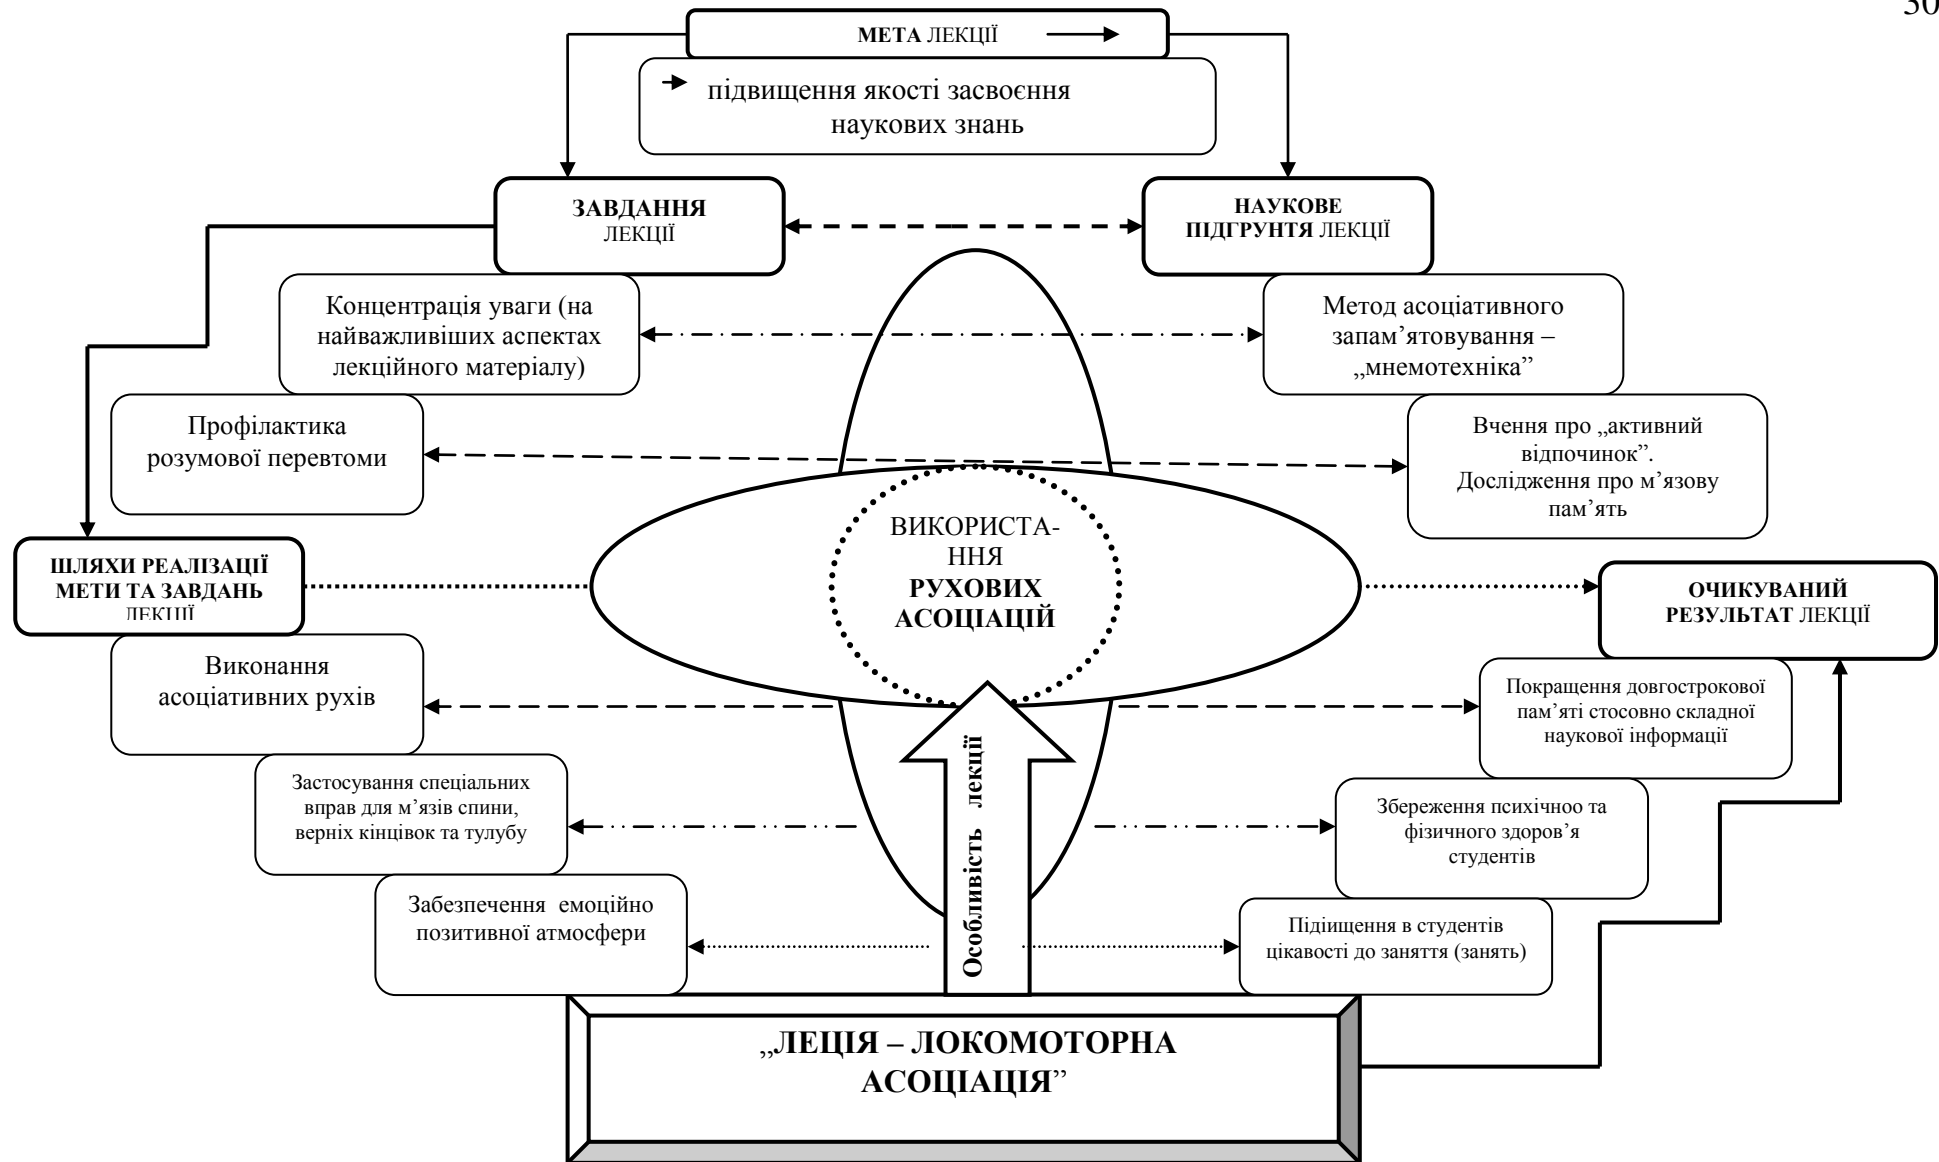 30
МЕТА ЛЕКЦІЇ
підвищення якості засвоєння
наукових знань
ЗАВДАННЯ
ЛЕКЦІЇ
НАУКОВЕ
ПІДГРУНТЯ ЛЕКЦІЇ
Концентрація уваги (на
найважливіших аспектах
лекційного матеріалу)
Метод асоціативного
запам’ятовування –
„мнемотехніка”
Профілактика
розумової перевтоми
Вчення про „активний
відпочинок”.
Дослідження про м’язову
пам’ять
ВИКОРИСТА-
ННЯ
РУХОВИХ
АСОЦІАЦІЙ
ШЛЯХИ РЕАЛІЗАЦІЇ
МЕТИ ТА ЗАВДАНЬ
ЛЕКЦІЇ
ОЧИКУВАНИЙ
РЕЗУЛЬТАТ ЛЕКЦІЇ
Виконання
асоціативних рухів
Покращення довгострокової
пам’яті стосовно складної
наукової інформації
Застосування спеціальних
вправ для м’язів спини,
верніх кінцівок та тулубу
Збереження психічноо та
фізичного здоров’я
студентів
Забезпечення емоційно
позитивної атмосфери
Підіищення в студентів
цікавості до заняття (занять)
Особливість лекції
„ЛЕЦІЯ – ЛОКОМОТОРНА
АСОЦІАЦІЯ”